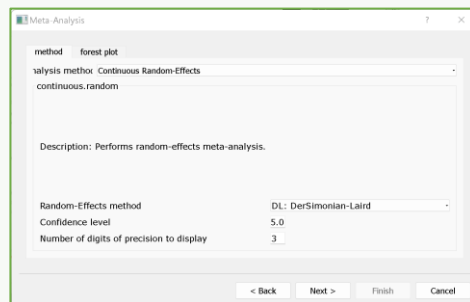 Meta-Analysis
? ×
method forest plot
nalysis method Continuous Random-Effects
continuous.random
Description: Performs random-effects meta-analysis.
Random-Effects method DL: DerSimonian-Laird
Confidence level 5.0
Number of digits of precision to display 3
< Back Next > Finish Cancel